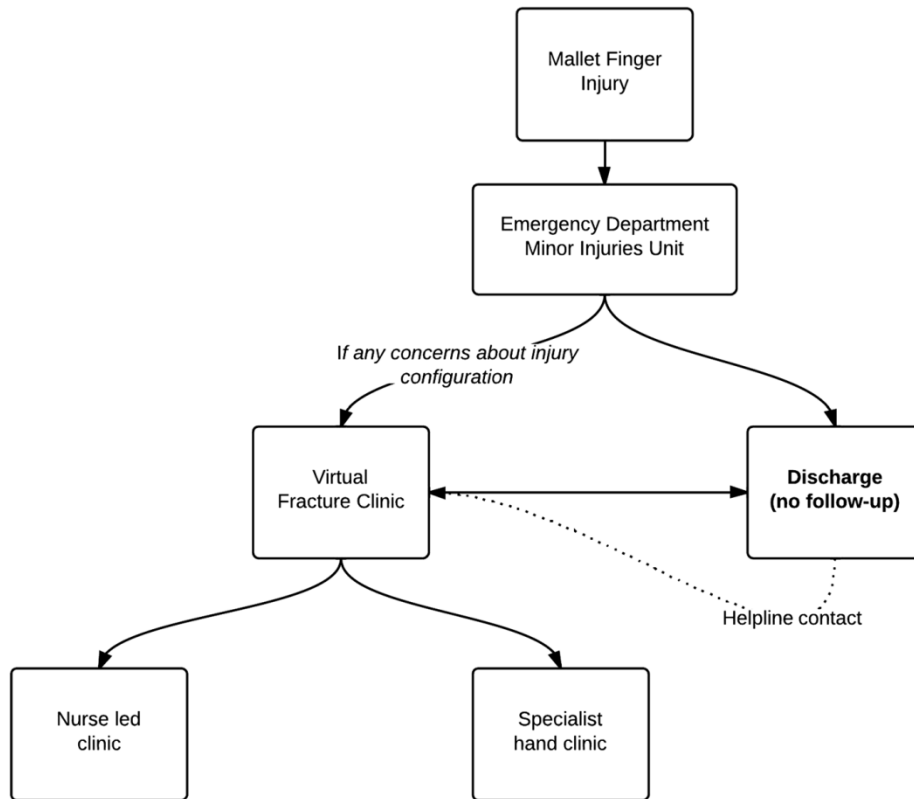 Mallet Finger
Injury
Emergency Department
Minor Injuries Unit
If any concerns about injury
configuration
Virtual
Fracture Clinic
Discharge
(no follow-up)
Helpline contact
Nurse led
clinic
Specialist
hand clinic